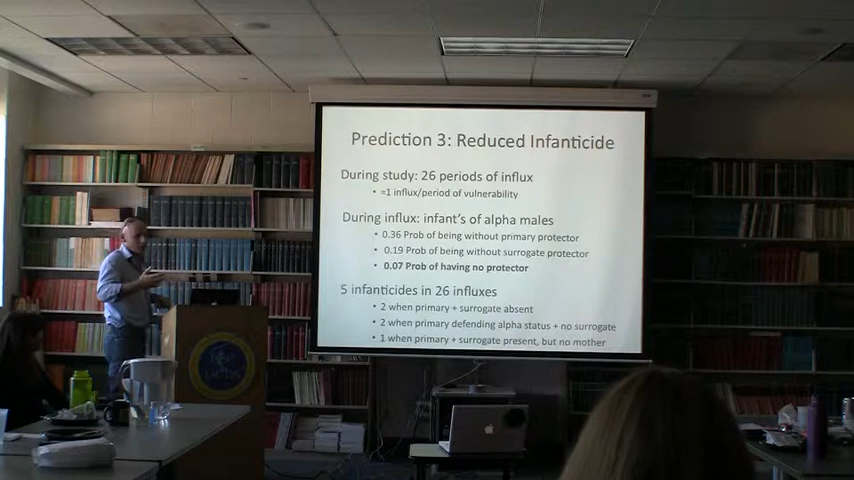 Prediction 3: Reduced Infanticide
During study: 26 periods of influx
• ≈1 influx/period of vulnerability
During influx: infant's of alpha males
• 0.36 Prob of being without primary protector
• 0.19 Prob of being without surrogate protector
• 0.07 Prob of having no protector
5 infanticides in 26 influxes
• 2 when primary + surrogate absent
• 2 when primary defending alpha status + no surrogate
• 1 when primary + surrogate present, but no mother